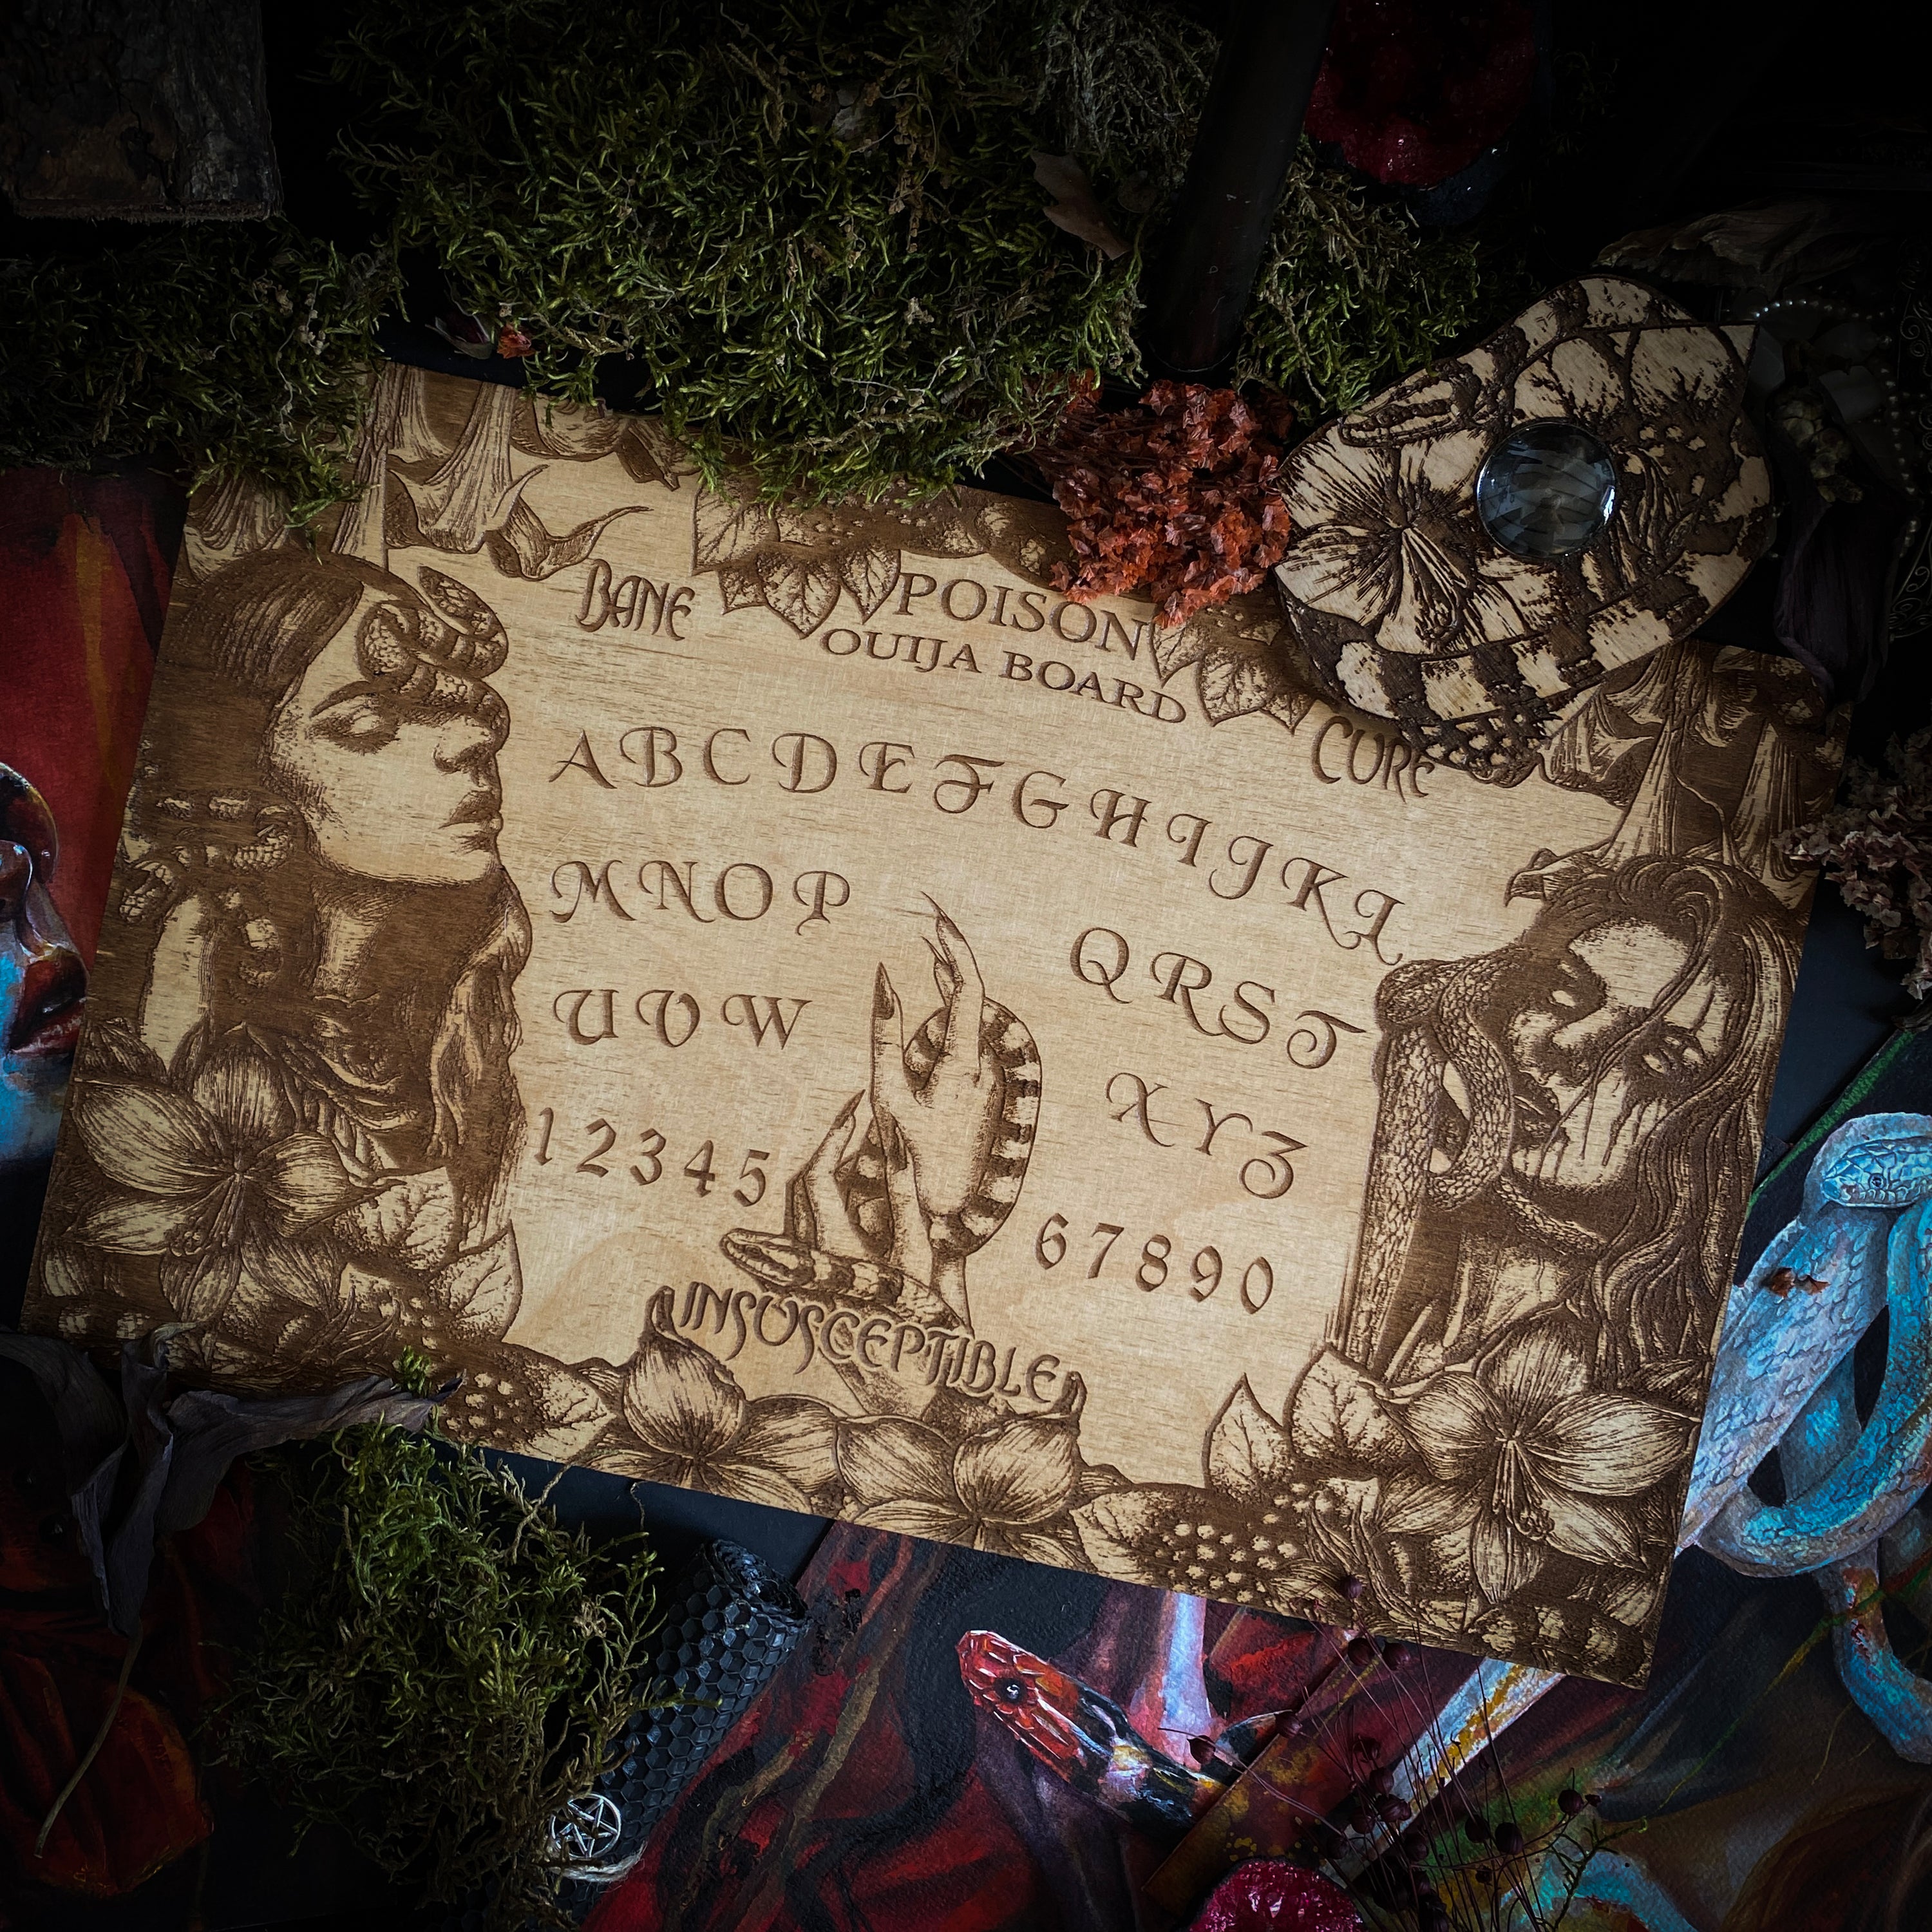 BANE
POISON
OUIJA BOARD
CURE
ABCDEFGHIJKL
MNOP QRST
UVW XYZ
12345 67890
INSUSCEPTIBLE